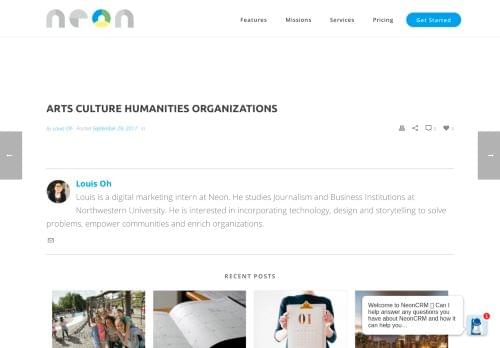 neon
Features Missions Services Pricing Get Started
ARTS CULTURE HUMANITIES ORGANIZATIONS
By Louis Oh Posted September 29, 2017 In
0 0
← →
Louis Oh
Louis is a digital marketing intern at Neon. He studies Journalism and Business Institutions at
Northwestern University. He is interested in incorporating technology, design and storytelling to solve
problems, empower communities and enrich organizations.
RECENT POSTS
01
Welcome to NeonCRM Can I
help answer any questions you
have about NeonCRM and how it
can help you...
1